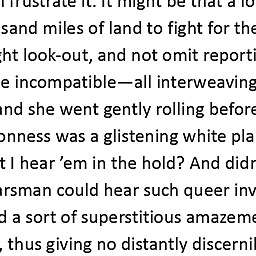 frustrate it. It might be that a
sand miles of land to fight for the
ght look-out, and not omit reporti
e incompatible—all interweaving
and she went gently rolling before
onness was a glistening white pla
t I hear ’em in the hold? And didn
arsman could hear such queer inv
d a sort of superstitious amazeme
, thus giving no distantly discerni